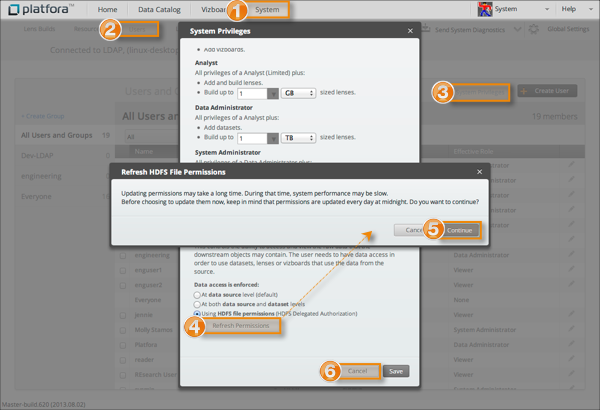 platfora
Home
Data Catalog
Vizboards
1
System
System
Help
Lens Builds
2
Users
Send System Diagnostics
Global Settings
Connected to LDAP,
System Privileges
Add vizboards.
Analyst
All privileges of a Analyst (Limited) plus:
Add and build lenses.
Build up to 1 GB sized lenses.
Data Administrator
All privileges of a Analyst plus:
Add datasets.
Build up to 1 TB sized lenses.
System Administrator
All privileges of a Data Administrator plus:
Users and
3
Create User
+ Create Group
All Users and Groups 19
Dev-LDAP
engineering
Everyone 19
All Users and
19 members
All
Name
Effective Role
Refresh HDFS File Permissions
Updating permissions may take a long time. During that time, system performance may be slow.
Before choosing to update them now, keep in mind that permissions are updated every day at midnight. Do you want to continue?
Cancel
5
Continue
downstream objects may contain. The user needs to have data access in
order to use datasets, lenses or vizboards that use the data from the
source.
Data access is enforced:
At data source level (default)
At both data source and dataset levels
Using HDFS file permissions (HDFS Delegated Authorization)
4
Refresh Permissions
6
Cancel
Save
engineering
Data Administrator
enguser1
Viewer
enguser2
Viewer
Everyone
None
Jennie
Viewer
Molly
System Administrator
Platfora
Data Administrator
reader
Viewer
Research User
Viewer
Master-build.620 (2013.08.02)